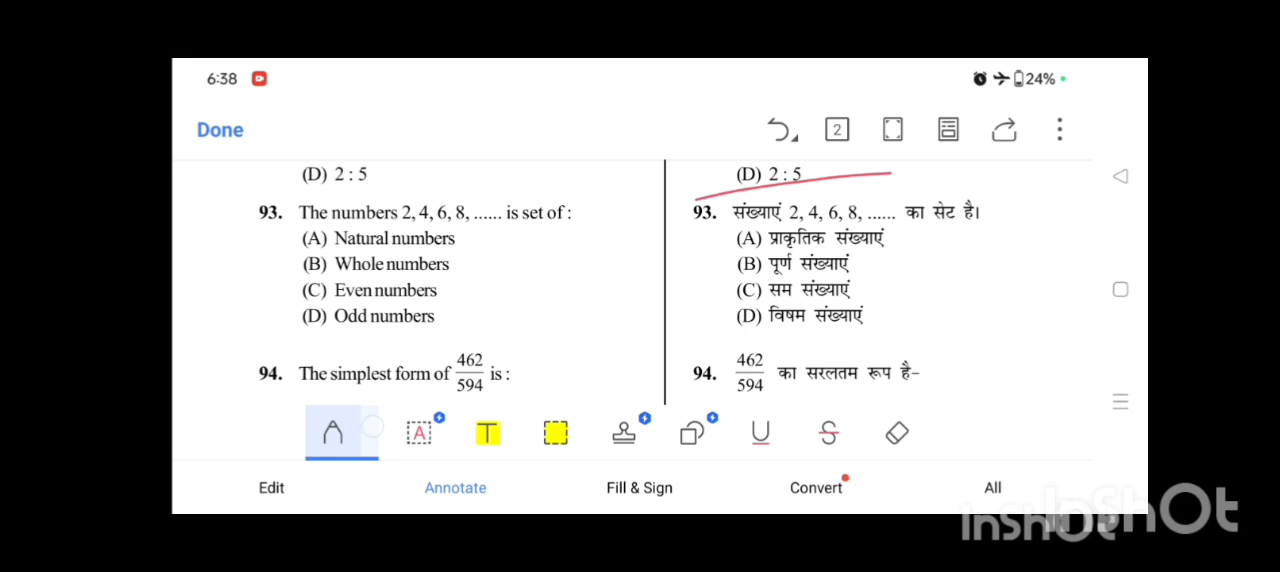 6:38
24%
Done
2
(D) 2 : 5
93. The numbers 2, 4, 6, 8, ...... is set of :
(A) Natural numbers
(B) Whole numbers
(C) Even numbers
(D) Odd numbers
94. The simplest form of 462/594 is :
(D) 2 : 5
93. संख्याएं 2, 4, 6, 8, ...... का सेट है।
(A) प्राकृतिक संख्याएं
(B) पूर्ण संख्याएं
(C) सम संख्याएं
(D) विषम संख्याएं
94. 462/594 का सरलतम रूप है–
A T U S
Edit Annotate Fill & Sign Convert All
InShOt
InShOt